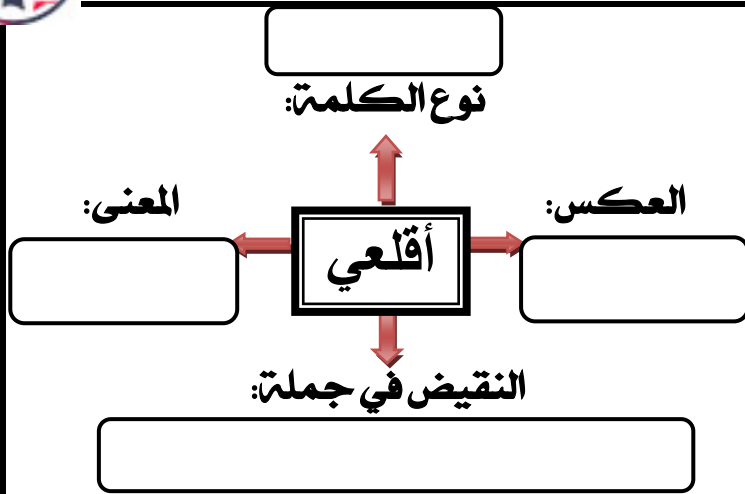 نوع الكلمة:
العكس:
المعنى:
أقلعي
النقيض في جملة: